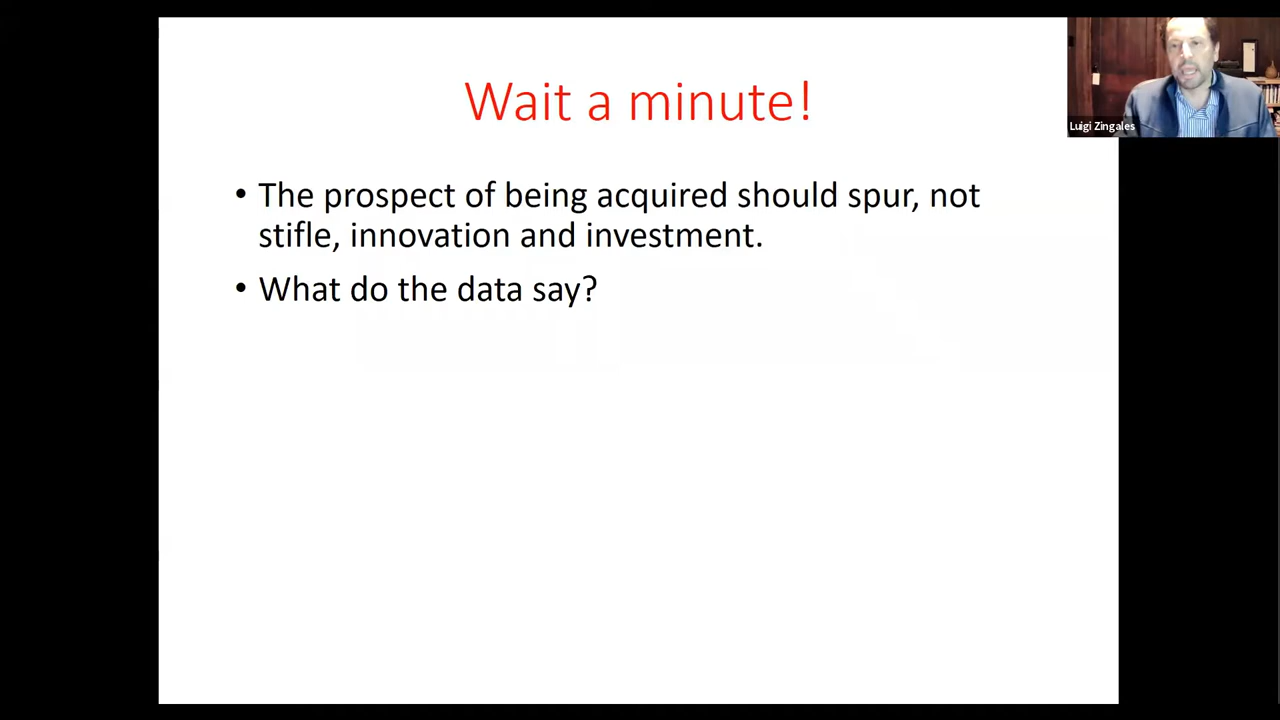 Wait a minute!
Luigi Zingales
• The prospect of being acquired should spur, not
stifle, innovation and investment.
• What do the data say?